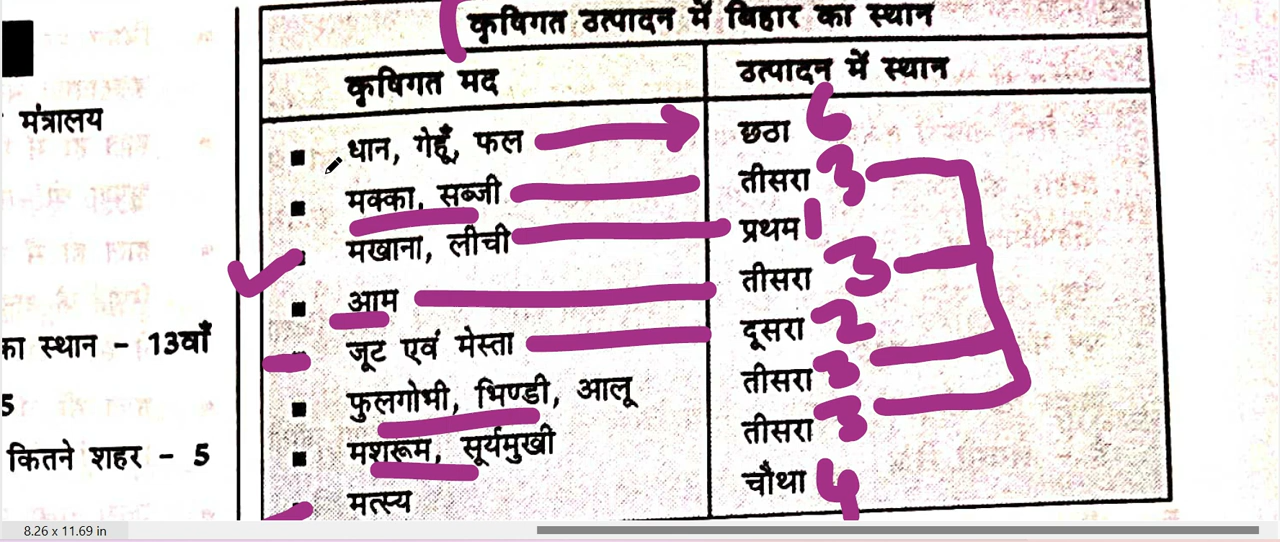 कृषिगत उत्पादन में बिहार का स्थान
कृषिगत मद उत्पादन में स्थान
मंत्रालय
धान, गेहूँ, फल छठा 6
मक्का, सब्जी तीसरा 3
मखाना, लीची प्रथम 1
आम तीसरा 3
का स्थान - 13वाँ
जूट एवं मेस्ता दूसरा 2
5
फुलगोभी, भिण्डी, आलू तीसरा 3
कितने शहर - 5
मशरूम, सूर्यमुखी तीसरा 3
मत्स्य चौथा 4
8.26 x 11.69 in